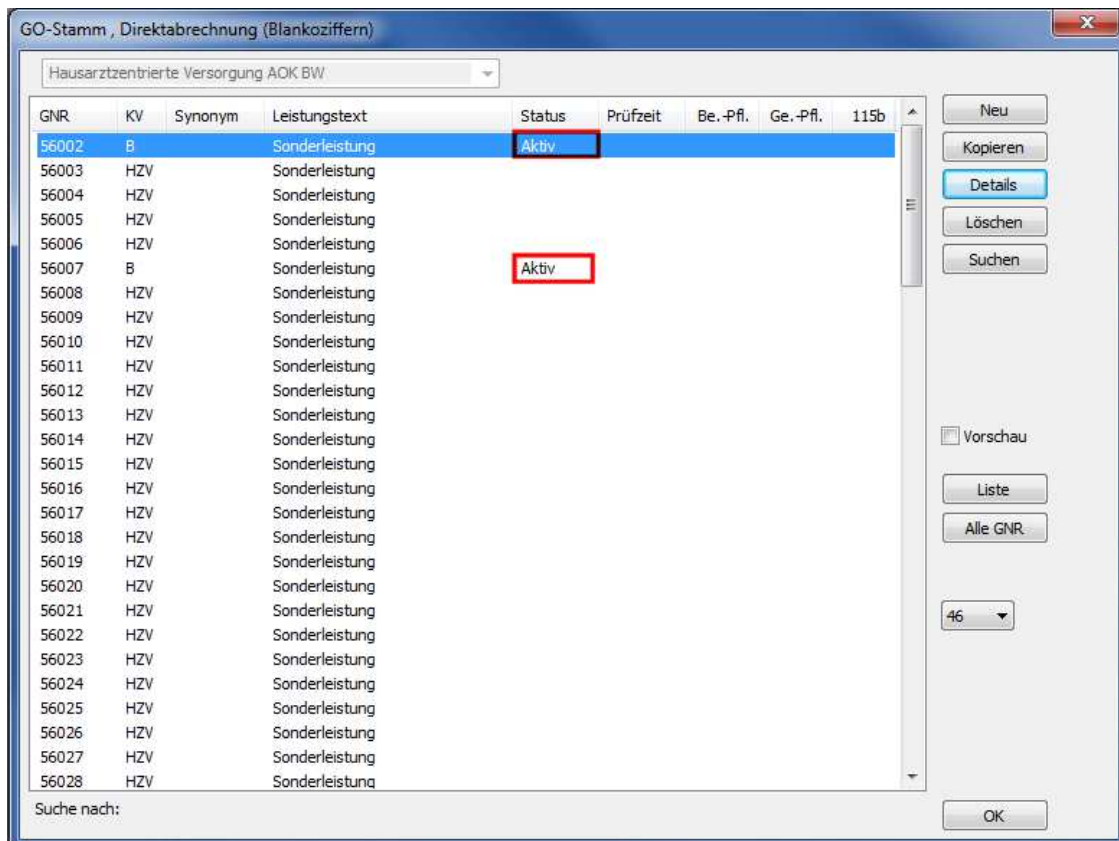 GO-Stamm , Direktabrechnung (Blankoziffern)
Hausarztzentrierte Versorgung AOK BW
GNR KV Synonym Leistungstext Status Prüfzeit Be.-Pfl. Ge.-Pfl. 115b
56002 B Sonderleistung Aktiv
56003 HZV Sonderleistung
56004 HZV Sonderleistung
56005 HZV Sonderleistung
56006 HZV Sonderleistung
56007 B Sonderleistung Aktiv
56008 HZV Sonderleistung
56009 HZV Sonderleistung
56010 HZV Sonderleistung
56011 HZV Sonderleistung
56012 HZV Sonderleistung
56013 HZV Sonderleistung
56014 HZV Sonderleistung
56015 HZV Sonderleistung
56016 HZV Sonderleistung
56017 HZV Sonderleistung
56018 HZV Sonderleistung
56019 HZV Sonderleistung
56020 HZV Sonderleistung
56021 HZV Sonderleistung
56022 HZV Sonderleistung
56023 HZV Sonderleistung
56024 HZV Sonderleistung
56025 HZV Sonderleistung
56026 HZV Sonderleistung
56027 HZV Sonderleistung
56028 HZV Sonderleistung
Suche nach:
Neu
Kopieren
Details
Löschen
Suchen
Vorschau
Liste
Alle GNR
46
OK